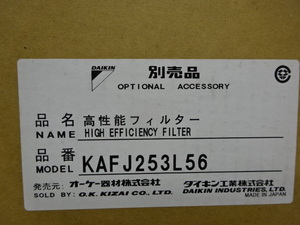 DAIKIN
別売品
OPTIONAL ACCESSORY
品名 高性能フィルター
NAME HIGH EFFICIENCY FILTER
品番
MODEL KAFJ253L56
発売元: オーケー器材株式会社 ダイキン工業株式会社
SOLD BY: O.K.KIZAI CO., LTD. DAIKIN INDUSTRIES, LTD.
MADE IN JAPAN